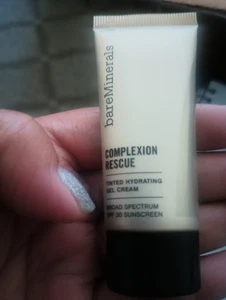 bareMinerals
COMPLEXION
RESCUE
TINTED HYDRATING
GEL CREAM
BROAD SPECTRUM
SPF 30 SUNSCREEN